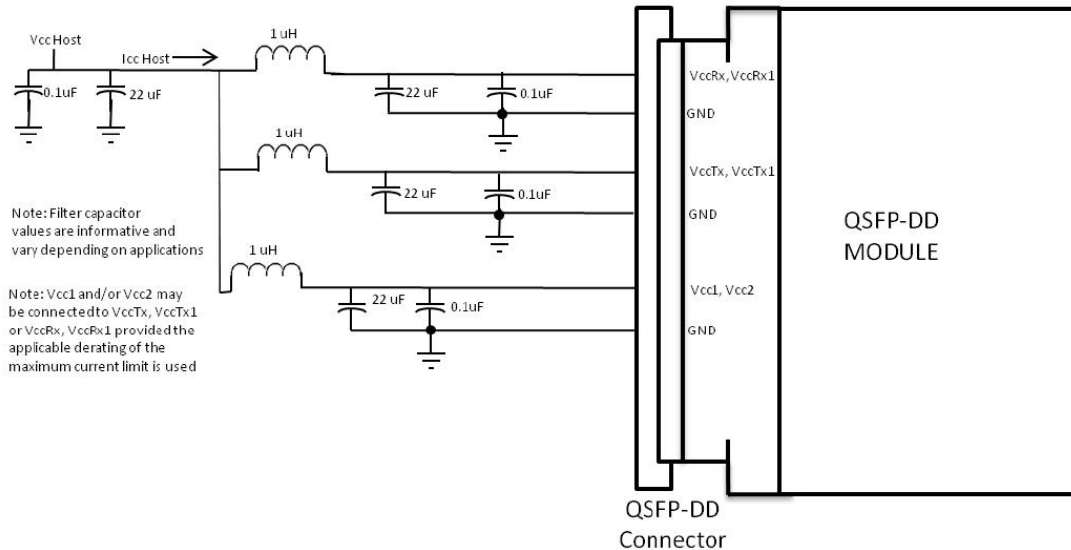 1 uH
Vcc Host
Icc Host
0.1uF
22 uF
22 uF
0.1uF
VccRx, VccRx1
GND
1 uH
22 uF
0.1uF
VccTx, VccTx1
GND
Note: Filter capacitor
values are informative and
vary depending on applications
1 uH
22 uF
0.1uF
Vcc1, Vcc2
GND
Note: Vcc1 and/or Vcc2 may
be connected to VccTx, VccTx1
or VccRx, VccRx1 provided the
applicable derating of the
maximum current limit is used
QSFP-DD
MODULE
QSFP-DD
Connector